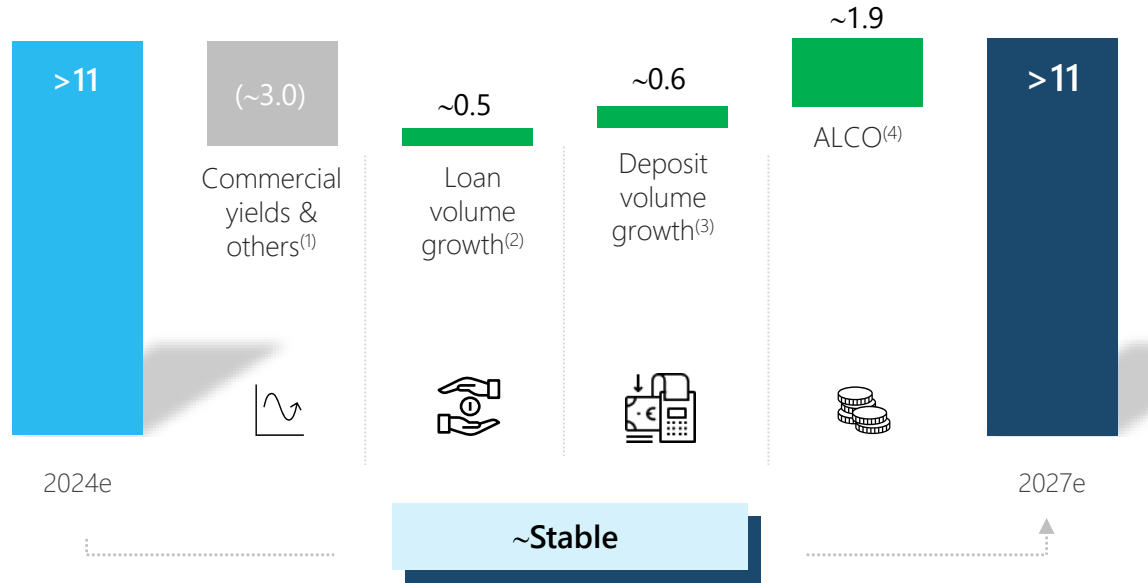 >11
(~3.0)
Commercial
yields &
others(1)
~0.5
Loan
volume
growth(2)
~0.6
Deposit
volume
growth(3)
~1.9
ALCO(4)
>11
€
2024e
2027e
~Stable